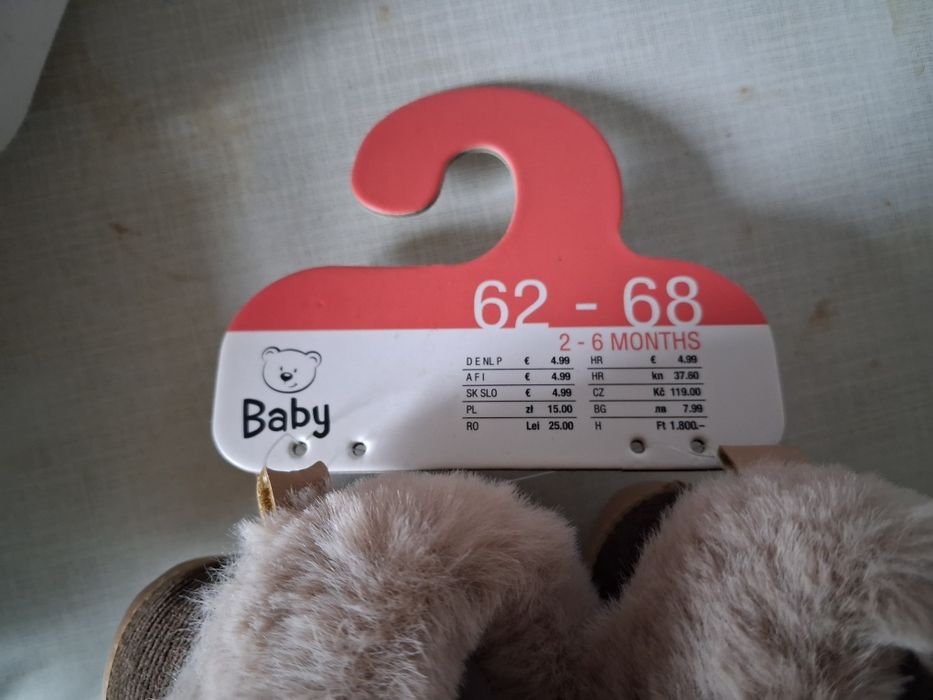 62 - 68
2 - 6 MONTHS
D E NL P € 4.99 HR € 4.99
A F I € 4.99 HR kn 37.60
SK SLO € 4.99 CZ Kč 119.00
PL zł 15.00 BG лв 7.99
RO Lei 25.00 H Ft 1.800.–
Baby